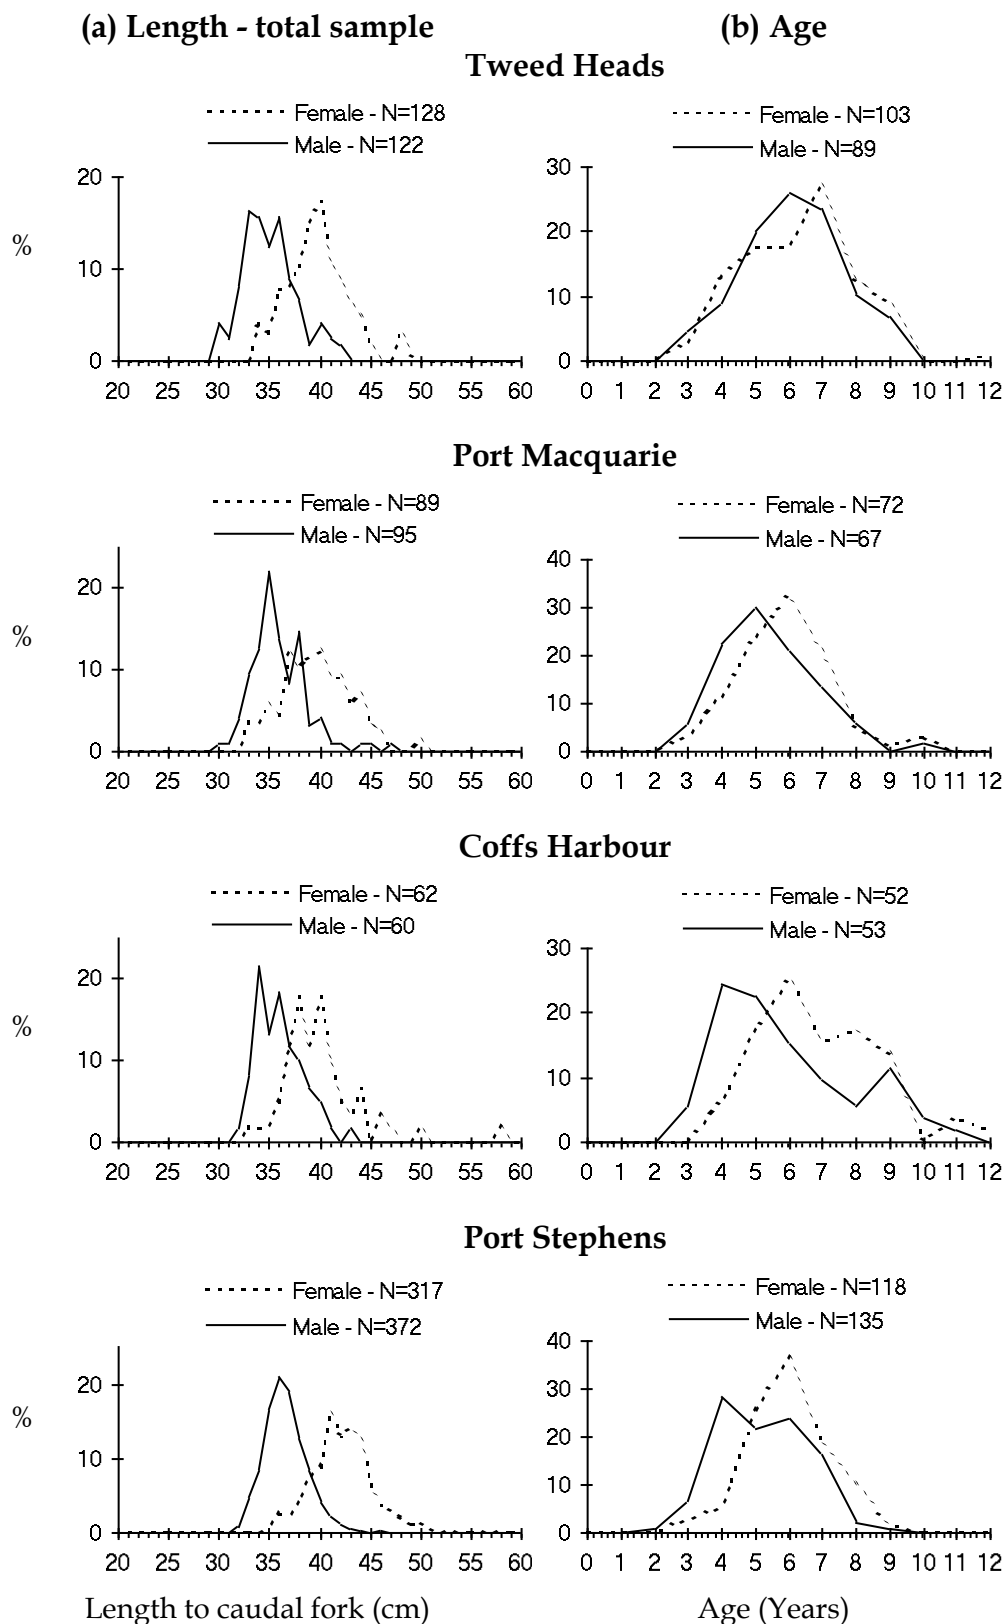 (a) Length - total sample (b) Age
Tweed Heads
Female - N=128
Male - N=122
Female - N=103
Male - N=89
%
20
10
0
20 25 30 35 40 45 50 55 60
30
20
10
0
0 1 2 3 4 5 6 7 8 9 10 11 12
Port Macquarie
Female - N=89
Male - N=95
Female - N=72
Male - N=67
%
20
10
0
20 25 30 35 40 45 50 55 60
40
30
20
10
0
0 1 2 3 4 5 6 7 8 9 10 11 12
Coffs Harbour
Female - N=62
Male - N=60
Female - N=52
Male - N=53
%
20
10
0
20 25 30 35 40 45 50 55 60
30
20
10
0
0 1 2 3 4 5 6 7 8 9 10 11 12
Port Stephens
Female - N=317
Male - N=372
Female - N=118
Male - N=135
%
20
10
0
20 25 30 35 40 45 50 55 60
40
30
20
10
0
0 1 2 3 4 5 6 7 8 9 10 11 12
Length to caudal fork (cm) Age (Years)